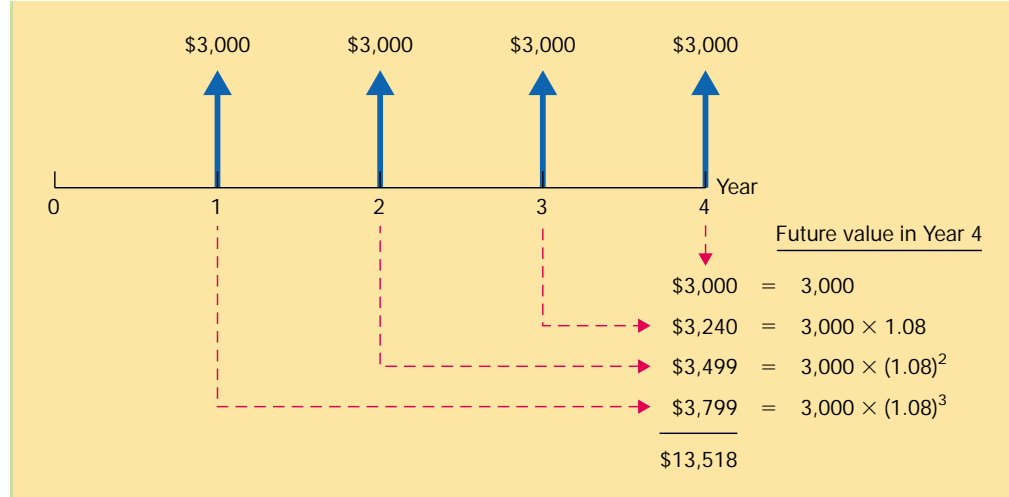 $3,000 $3,000 $3,000 $3,000
Year
0 1 2 3 4
Future value in Year 4
$3,000 = 3,000
$3,240 = 3,000 × 1.08
$3,499 = 3,000 × (1.08)²
$3,799 = 3,000 × (1.08)³
$13,518